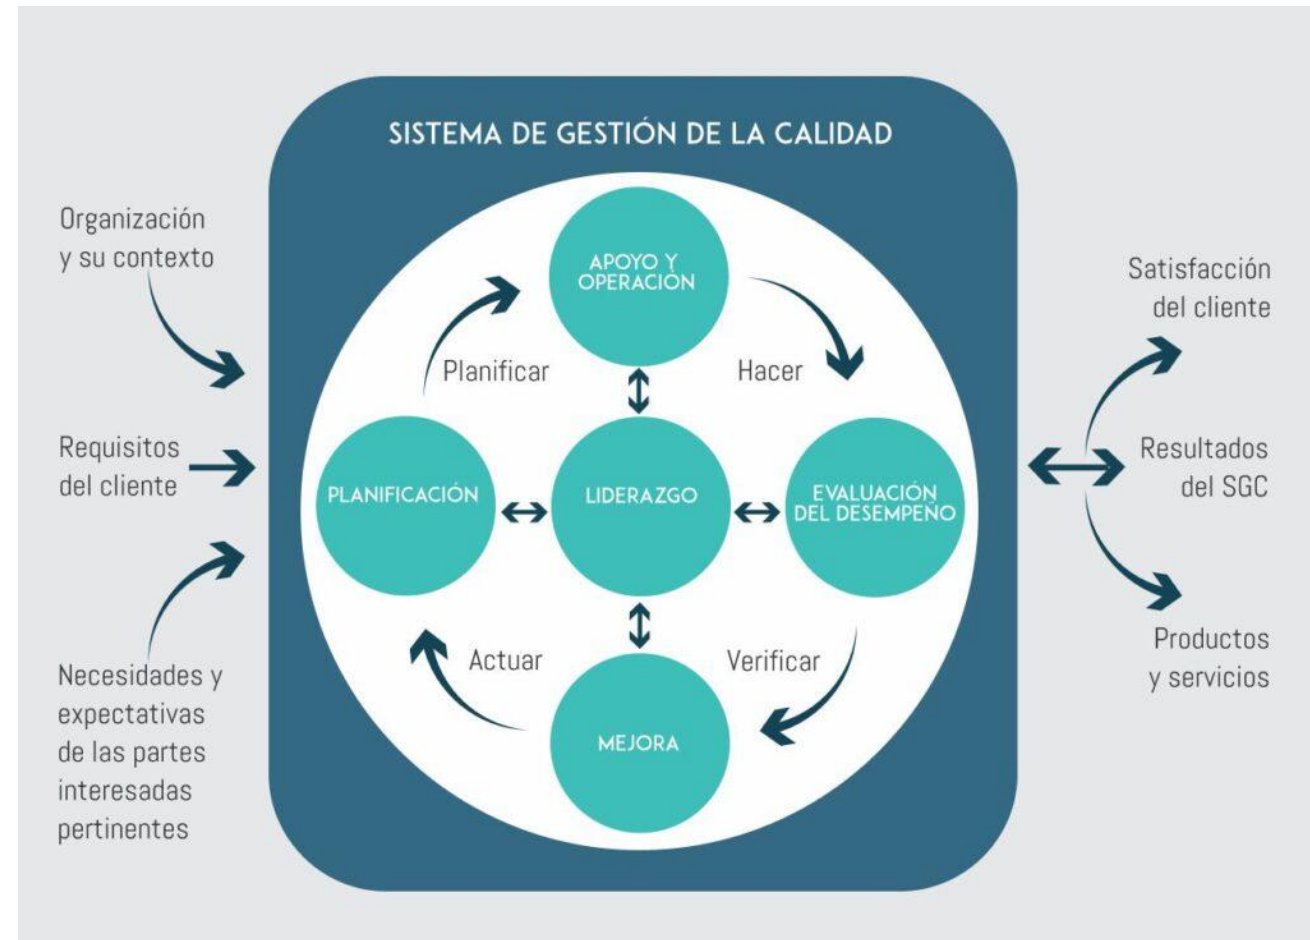 SISTEMA DE GESTIÓN DE LA CALIDAD
Organización
y su contexto
Requisitos
del cliente
Necesidades y
expectativas
de las partes
interesadas
pertinentes
APOYO Y
OPERACIÓN
Planificar
Hacer
PLANIFICACIÓN
LIDERAZGO
EVALUACIÓN
DEL DESEMPEÑO
Actuar
Verificar
MEJORA
Satisfacción
del cliente
Resultados
del SGC
Productos
y servicios